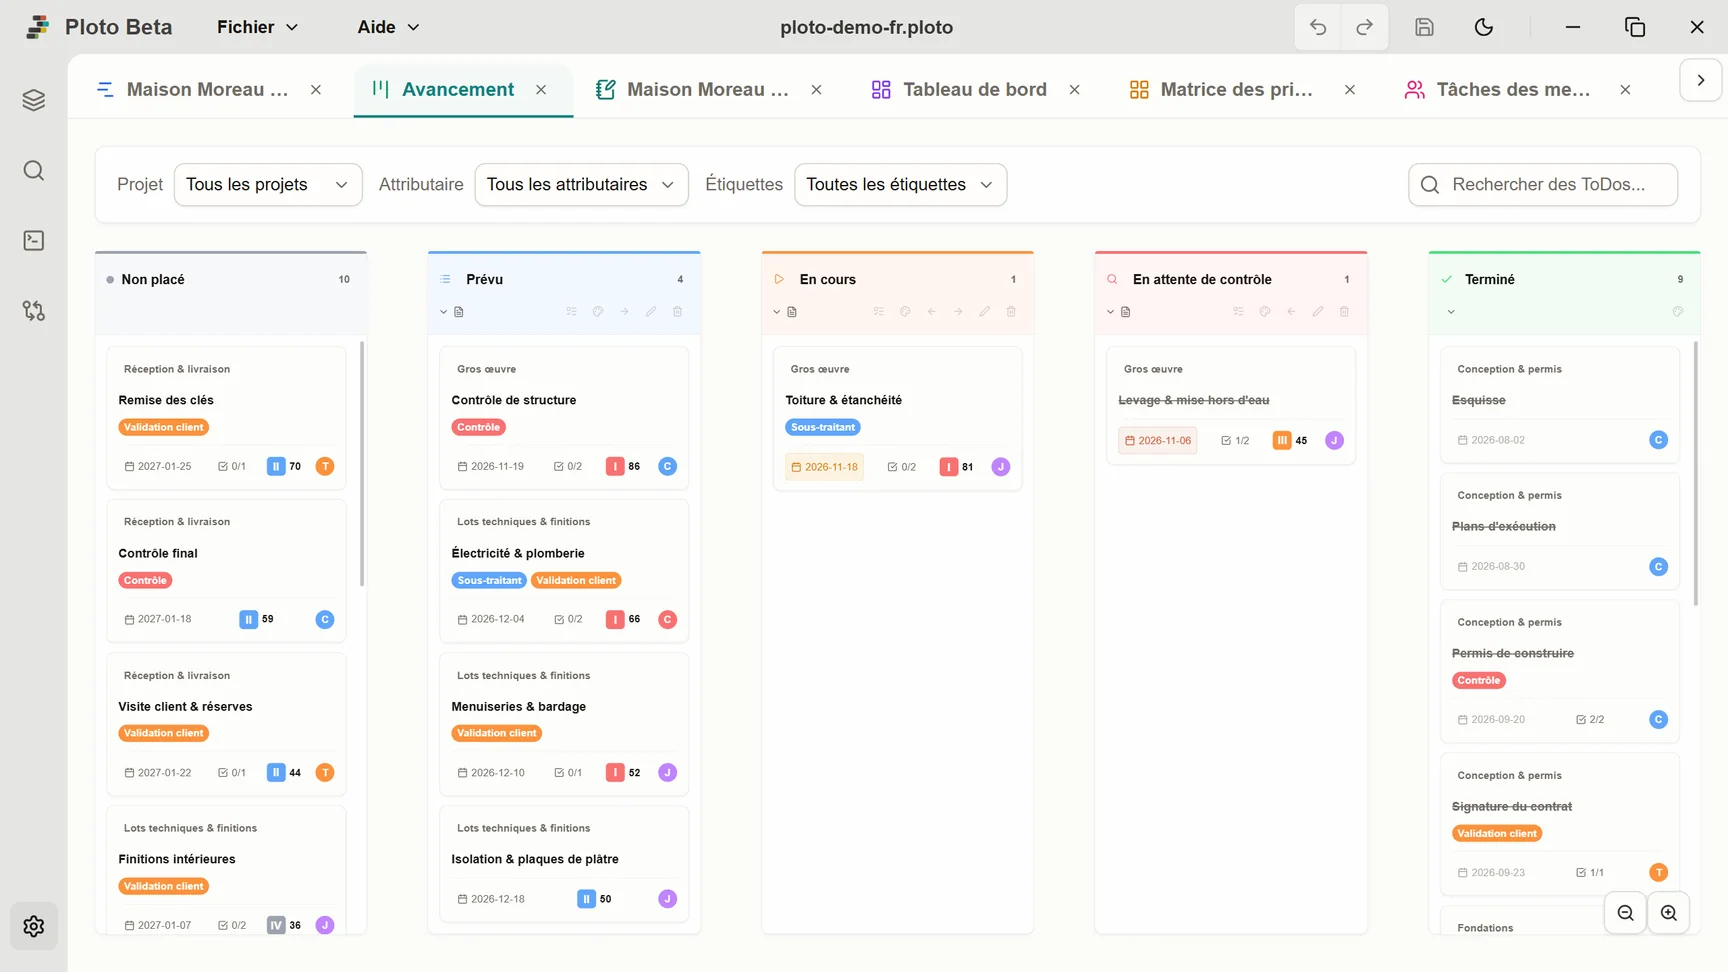 Ploto Beta
Fichier
Aide
ploto-demo-fr.ploto
Maison Moreau ...
Avancement
Maison Moreau ...
Tableau de bord
Matrice des pri...
Tâches des me...
Projet
Tous les projets
Attributaire
Tous les attributaires
Étiquettes
Toutes les étiquettes
Rechercher des ToDos...
Non placé
10
Réception & livraison
Remise des clés
Validation client
2027-01-25 0/1 II 70 T
Réception & livraison
Contrôle final
Contrôle
2027-01-18 II 59 C
Réception & livraison
Visite client & réserves
Validation client
2027-01-22 0/1 II 44 T
Lots techniques & finitions
Finitions intérieures
Validation client
2027-01-07 0/2 IV 36 J
Prévu
4
Gros œuvre
Contrôle de structure
Contrôle
2026-11-19 0/2 I 86 C
Lots techniques & finitions
Électricité & plomberie
Sous-traitant Validation client
2026-12-04 0/2 I 66 C
Lots techniques & finitions
Menuiseries & bardage
Validation client
2026-12-10 0/1 I 52 J
Lots techniques & finitions
Isolation & plaques de plâtre
2026-12-18 II 50 J
En cours
1
Gros œuvre
Toiture & étanchéité
Sous-traitant
2026-11-18 0/2 I 81 J
En attente de contrôle
1
Gros œuvre
Levage & mise hors d'eau
2026-11-06 1/2 III 45 J
Terminé
9
Conception & permis
Esquisse
2026-08-02 C
Conception & permis
Plans d'exécution
2026-08-30 C
Conception & permis
Permis de construire
Contrôle
2026-09-20 2/2 C
Conception & permis
Signature du contrat
Validation client
2026-09-23 1/1 T
Fondations